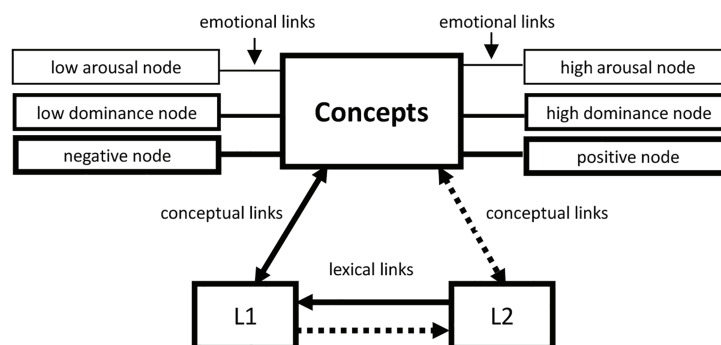 emotional links
emotional links
low arousal node
high arousal node
low dominance node
Concepts
high dominance node
negative node
positive node
conceptual links
conceptual links
lexical links
L1
L2